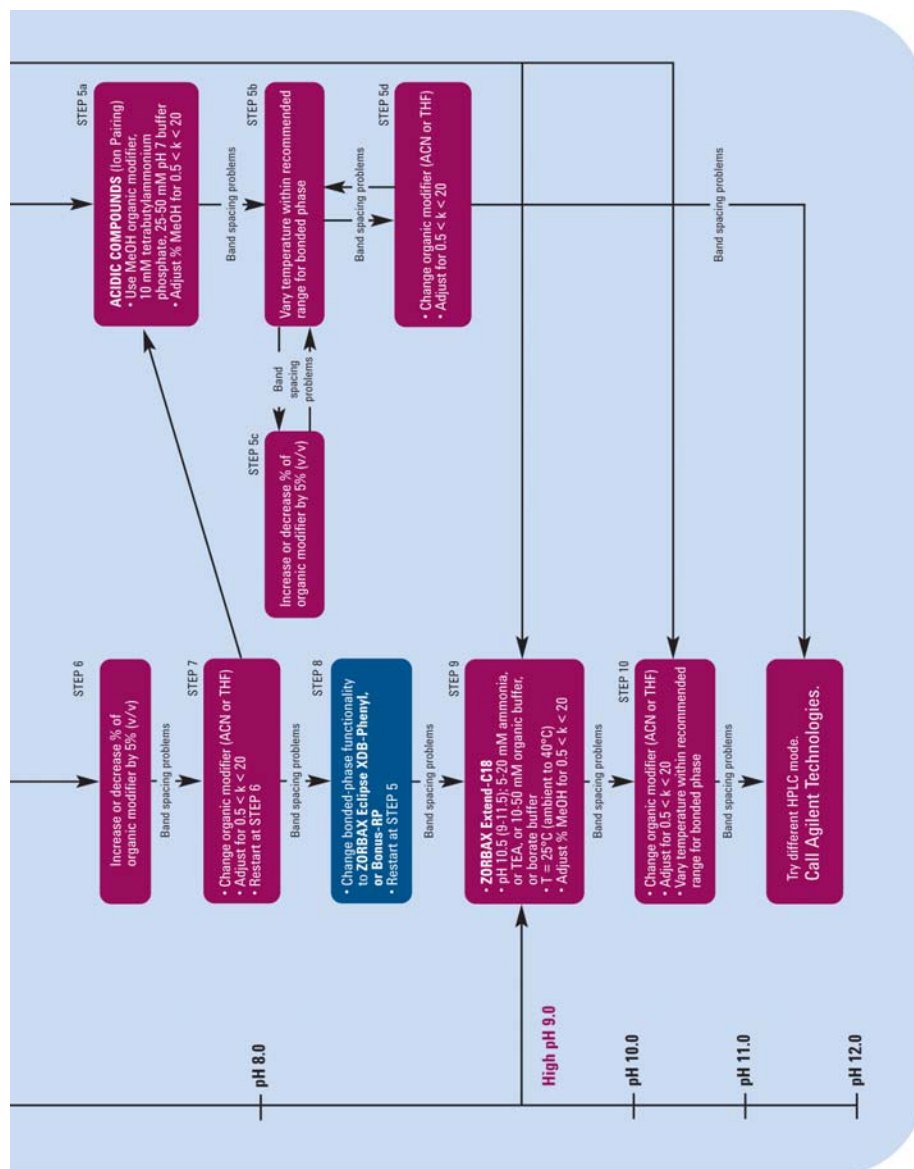 STEP 6
Increase or decrease % of
organic modifier by 5% (v/v)
Band spacing problems
STEP 7
• Change organic modifier (ACN or THF)
• Adjust for 0.5 < k < 20
• Restart at STEP 6
Band spacing problems
STEP 8
• Change bonded-phase functionality
to ZORBAX Eclipse XDB-Phenyl,
or Bonus-RP
• Restart at STEP 5
Band spacing problems
STEP 9
• ZORBAX Extend-C18
• pH 10.5 (9-11.5): 5-20 mM ammonia,
or TEA, or 10-50 mM organic buffer,
or borate buffer
• T = 25°C (ambient to 40°C)
• Adjust % MeOH for 0.5 < k < 20
Band spacing problems
STEP 10
• Change organic modifier (ACN or THF)
• Adjust for 0.5 < k < 20
• Vary temperature within recommended
range for bonded phase
Try different HPLC mode.
Call Agilent Technologies.
STEP 5a
ACIDIC COMPOUNDS (Ion Pairing)
• Use MeOH organic modifier,
10 mM tetrabutylammonium
phosphate, 25-50 mM pH 7 buffer
• Adjust % MeOH for 0.5 < k < 20
Band spacing problems
STEP 5b
Vary temperature within recommended
range for bonded phase
Band
spacing
problems
STEP 5c
Increase or decrease % of
organic modifier by 5% (v/v)
Band spacing problems
STEP 5d
• Change organic modifier (ACN or THF)
• Adjust for 0.5 < k < 20
Band spacing problems
pH 8.0
High pH 9.0
pH 10.0
pH 11.0
pH 12.0